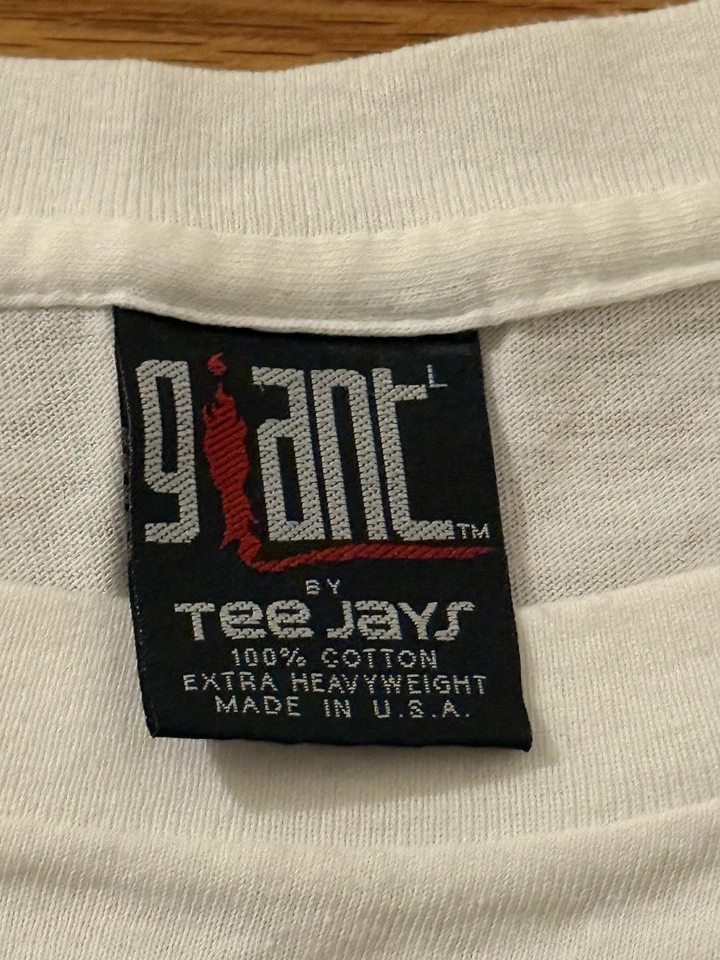 giant L
TM
BY
Tee Jays
100% COTTON
EXTRA HEAVYWEIGHT
MADE IN U.S.A.